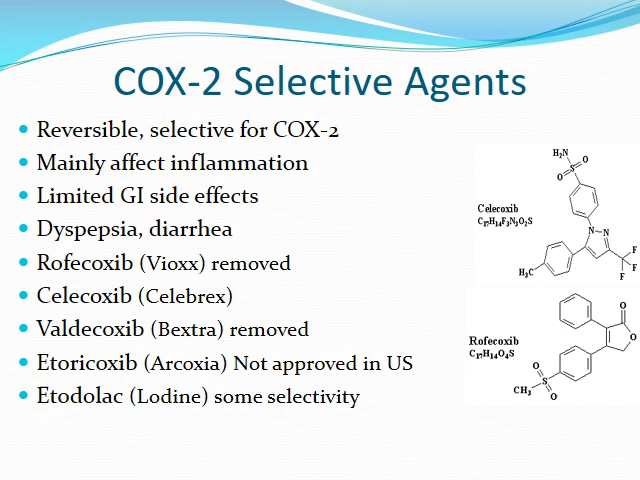 COX-2 Selective Agents
Reversible, selective for COX-2
Mainly affect inflammation
Limited GI side effects
Dyspepsia, diarrhea
Rofecoxib (Vioxx) removed
Celecoxib (Celebrex)
Valdecoxib (Bextra) removed
Etoricoxib (Arcoxia) Not approved in US
Etodolac (Lodine) some selectivity
H₂N
S
O
O
Celecoxib
C₁₇H₁₄F₃N₃O₂S
N
N
F
F
F
H₃C
O
O
Rofecoxib
C₁₇H₁₄O₄S
O
S
O
CH₃